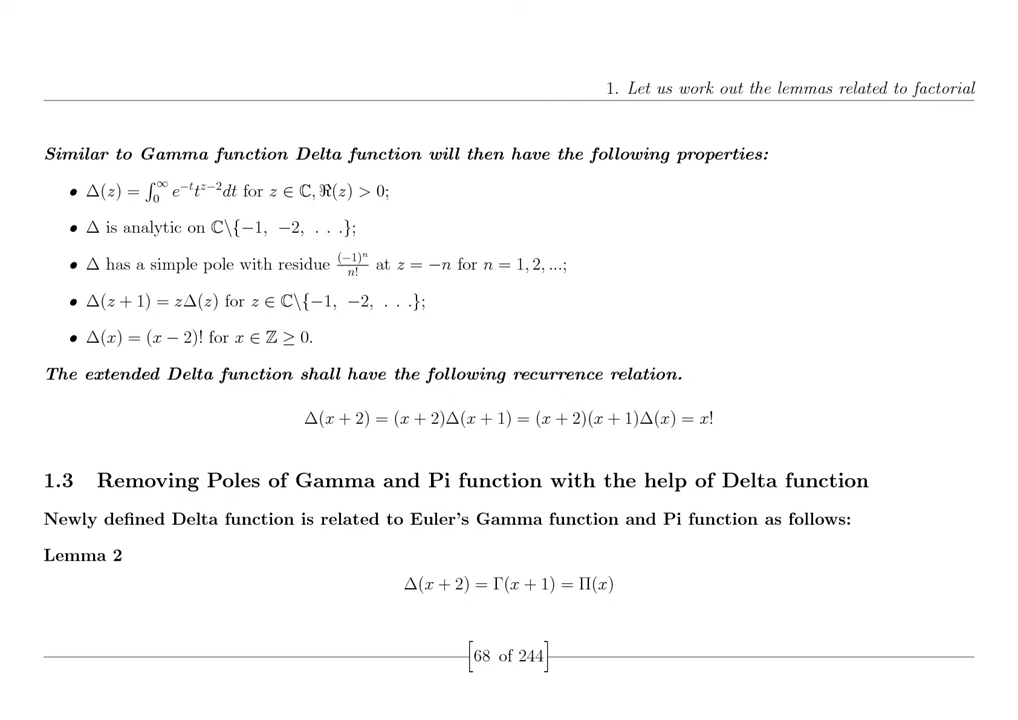 1. Let us work out the lemmas related to factorial
Similar to Gamma function Delta function will then have the following properties:
• Δ(z) = ∫₀^∞ e^{−t}t^{z−2}dt for z ∈ ℂ, ℜ(z) > 0;
• Δ is analytic on ℂ\{−1, −2, . . .};
• Δ has a simple pole with residue (−1)^n/n! at z = −n for n = 1, 2, ...;
• Δ(z + 1) = zΔ(z) for z ∈ ℂ\{−1, −2, . . .};
• Δ(x) = (x − 2)! for x ∈ ℤ ≥ 0.
The extended Delta function shall have the following recurrence relation.
Δ(x + 2) = (x + 2)Δ(x + 1) = (x + 2)(x + 1)Δ(x) = x!
1.3 Removing Poles of Gamma and Pi function with the help of Delta function
Newly defined Delta function is related to Euler's Gamma function and Pi function as follows:
Lemma 2
Δ(x + 2) = Γ(x + 1) = Π(x)
[68 of 244]